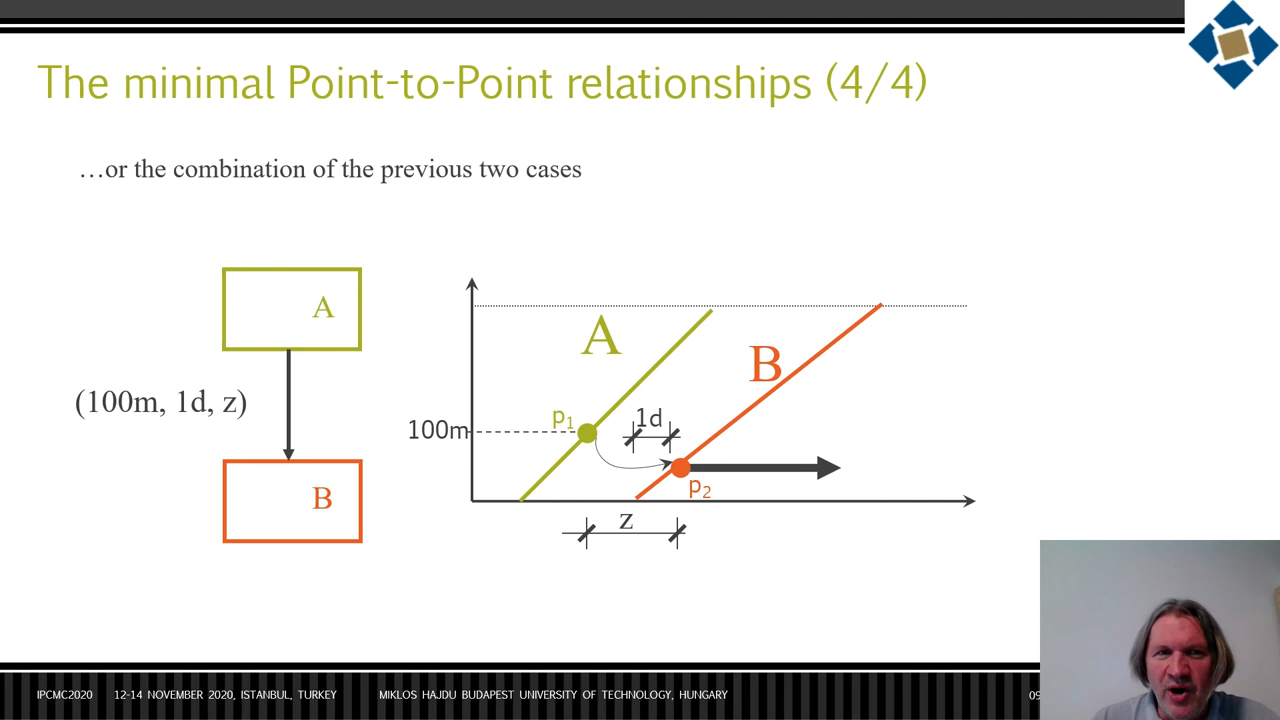 The minimal Point-to-Point relationships (4/4)
…or the combination of the previous two cases
A
(100m, 1d, z)
B
A
B
p1
1d
100m
p2
z
IPCMC2020 12-14 NOVEMBER 2020, ISTANBUL, TURKEY MIKLOS HAJDU BUDAPEST UNIVERSITY OF TECHNOLOGY, HUNGARY 09